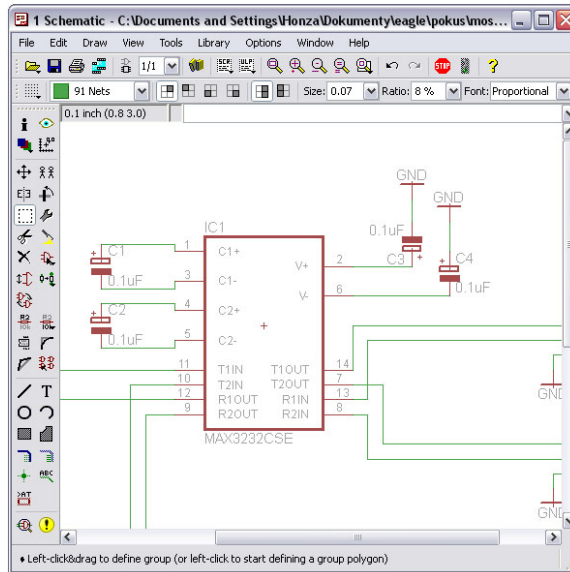 1 Schematic - C:\Documents and Settings\Honza\Dokumenty\eagle\pokus\mos...
File Edit Draw View Tools Library Options Window Help
1/1 SCR ULP STOP ?
91 Nets Size: 0.07 Ratio: 8 % Font: Proportional
0.1 inch (0.8 3.0)
GND
GND
IC1
0.1uF
C1
1 C1+
V+ 2
C3
C4
0.1uF
3 C1-
V- 6
0.1uF
C2
4 C2+
0.1uF
5 C2-
11 T1IN T1OUT 14
10 T2IN T2OUT 7
12 R1OUT R1IN 13
9 R2OUT R2IN 8
GND
MAX3232CSE
GND
Left-click&drag to define group (or left-click to start defining a group polygon)